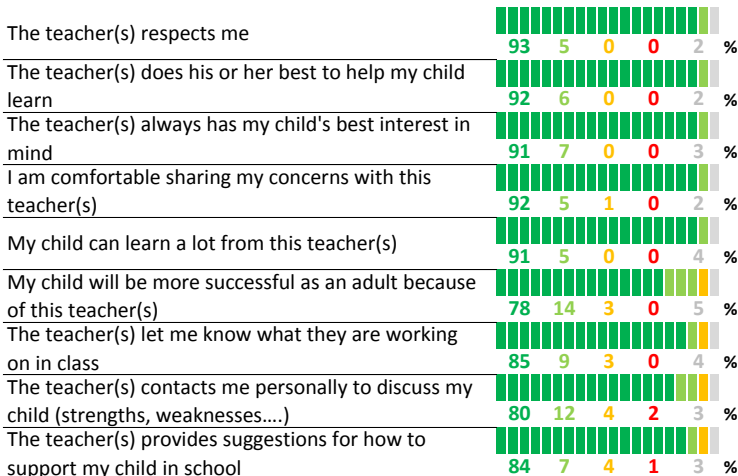 The teacher(s) respects me
93 5 0 0 2 %
The teacher(s) does his or her best to help my child
learn
92 6 0 0 2 %
The teacher(s) always has my child's best interest in
mind
91 7 0 0 3 %
I am comfortable sharing my concerns with this
teacher(s)
92 5 1 0 2 %
My child can learn a lot from this teacher(s)
91 5 0 0 4 %
My child will be more successful as an adult because
of this teacher(s)
78 14 3 0 5 %
The teacher(s) let me know what they are working
on in class
85 9 3 0 4 %
The teacher(s) contacts me personally to discuss my
child (strengths, weaknesses....)
80 12 4 2 3 %
The teacher(s) provides suggestions for how to
support my child in school
84 7 4 1 3 %